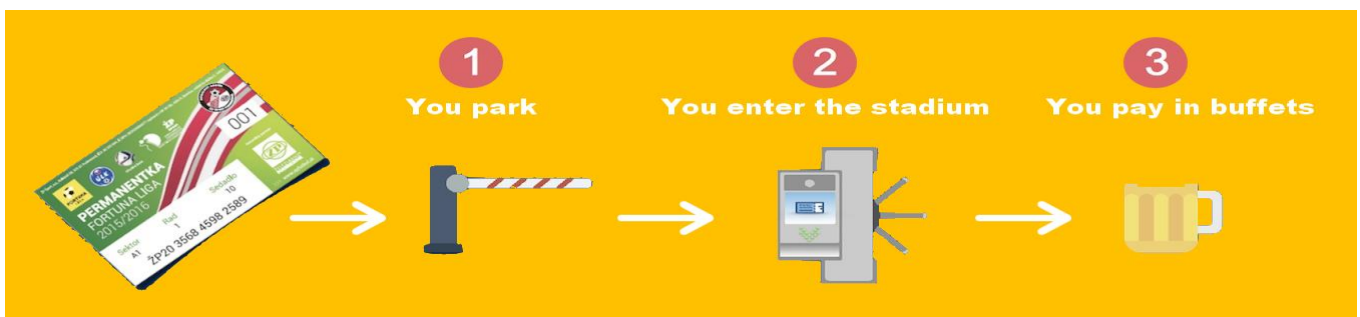 1
You park
2
You enter the stadium
3
You pay in buffets
001
PERMANENTKA
FORTUNA LIGA
2015/2016
Sektor
A1
Rad
1
Sedadlo
10
ŽP20 3568 4598 2589